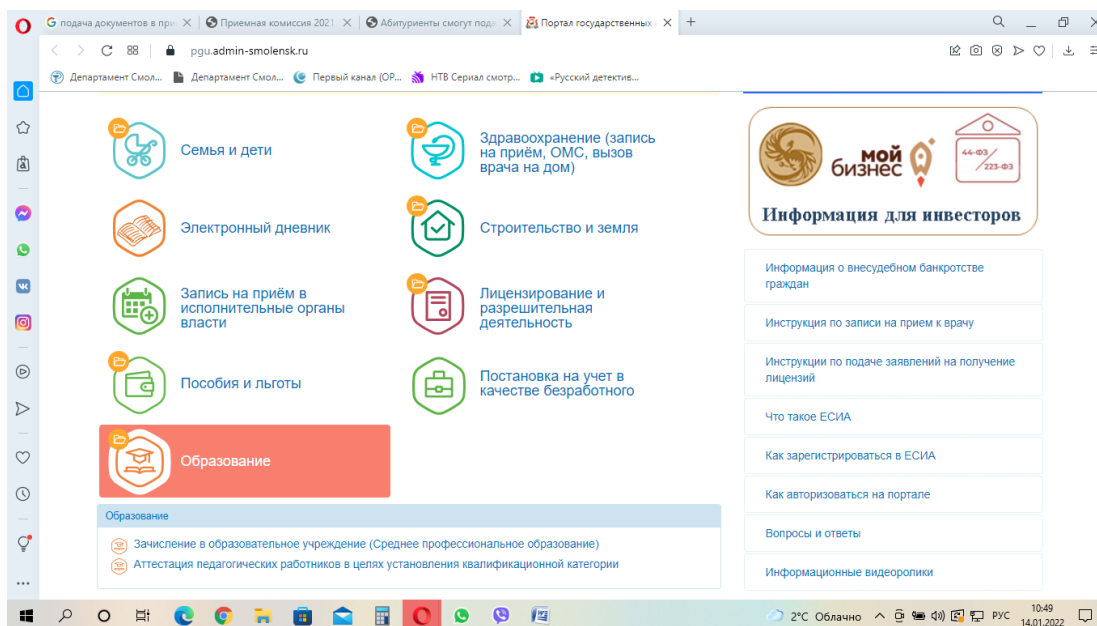 подача документов в при
Приемная комиссия 2021
Абитуриенты смогут пода
Портал государственных
pgu.admin-smolensk.ru
Департамент Смол...
Департамент Смол...
Первый канал (ОР...
НТВ Сериал смотр...
«Русский детектив...
Семья и дети
Здравоохранение (запись
на приём, ОМС, вызов
врача на дом)
Электронный дневник
Строительство и земля
Запись на приём в
исполнительные органы
власти
Лицензирование и
разрешительная
деятельность
Пособия и льготы
Постановка на учет в
качестве безработного
Образование
Образование
Зачисление в образовательное учреждение (Среднее профессиональное образование)
Аттестация педагогических работников в целях установления квалификационной категории
мой
бизнес
44-ФЗ/
223-ФЗ
Информация для инвесторов
Информация о внесудебном банкротстве
граждан
Инструкция по записи на прием к врачу
Инструкции по подаче заявлений на получение
лицензий
Что такое ЕСИА
Как зарегистрироваться в ЕСИА
Как авторизоваться на портале
Вопросы и ответы
Информационные видеоролики
2°C Облачно
РУС
10:49
14.01.2022